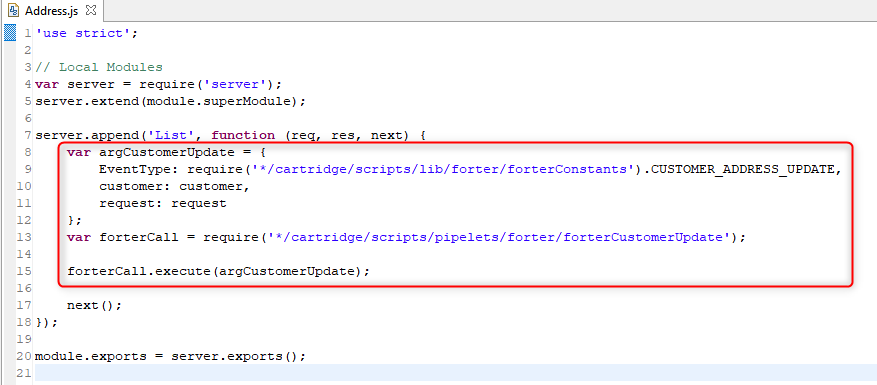 Address.js
1 'use strict';
2
3 // Local Modules
4 var server = require('server');
5 server.extend(module.superModule);
6
7 server.append('List', function (req, res, next) {
8     var argCustomerUpdate = {
9         EventType: require('*/cartridge/scripts/lib/forter/forterConstants').CUSTOMER_ADDRESS_UPDATE,
10         customer: customer,
11         request: request
12     };
13     var forterCall = require('*/cartridge/scripts/pipelets/forter/forterCustomerUpdate');
14
15     forterCall.execute(argCustomerUpdate);
16
17     next();
18 });
19
20 module.exports = server.exports();
21